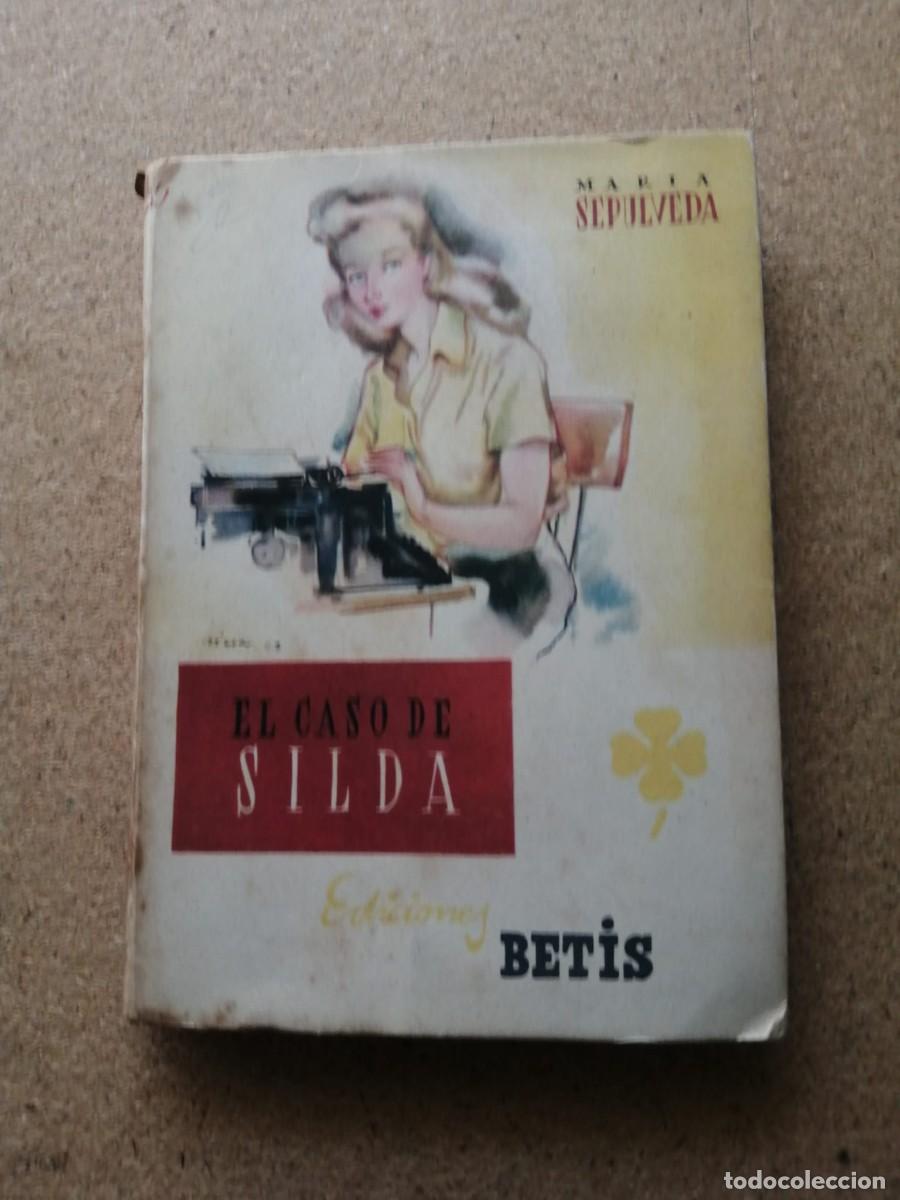 MARIA
SEPULVEDA
EL CASO DE
SILDA
Ediciones
BETIS
todocoleccion